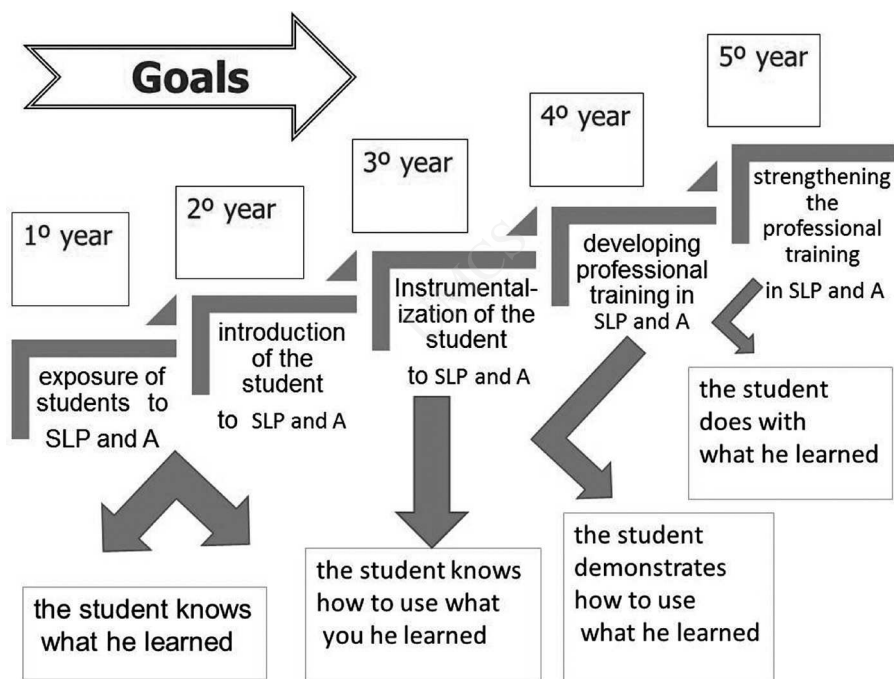 Goals
1º year
2º year
3º year
4º year
5º year
exposure of
students to
SLP and A
introduction
of the
student
to SLP and A
Instrumental-
ization of the
student
to SLP and A
developing
professional
training in
SLP and A
strengthening
the
professional
training
in SLP and A
the student knows
what he learned
the student knows
how to use what
you he learned
the student
demonstrates
how to use
what he learned
the student
does with
what he learned